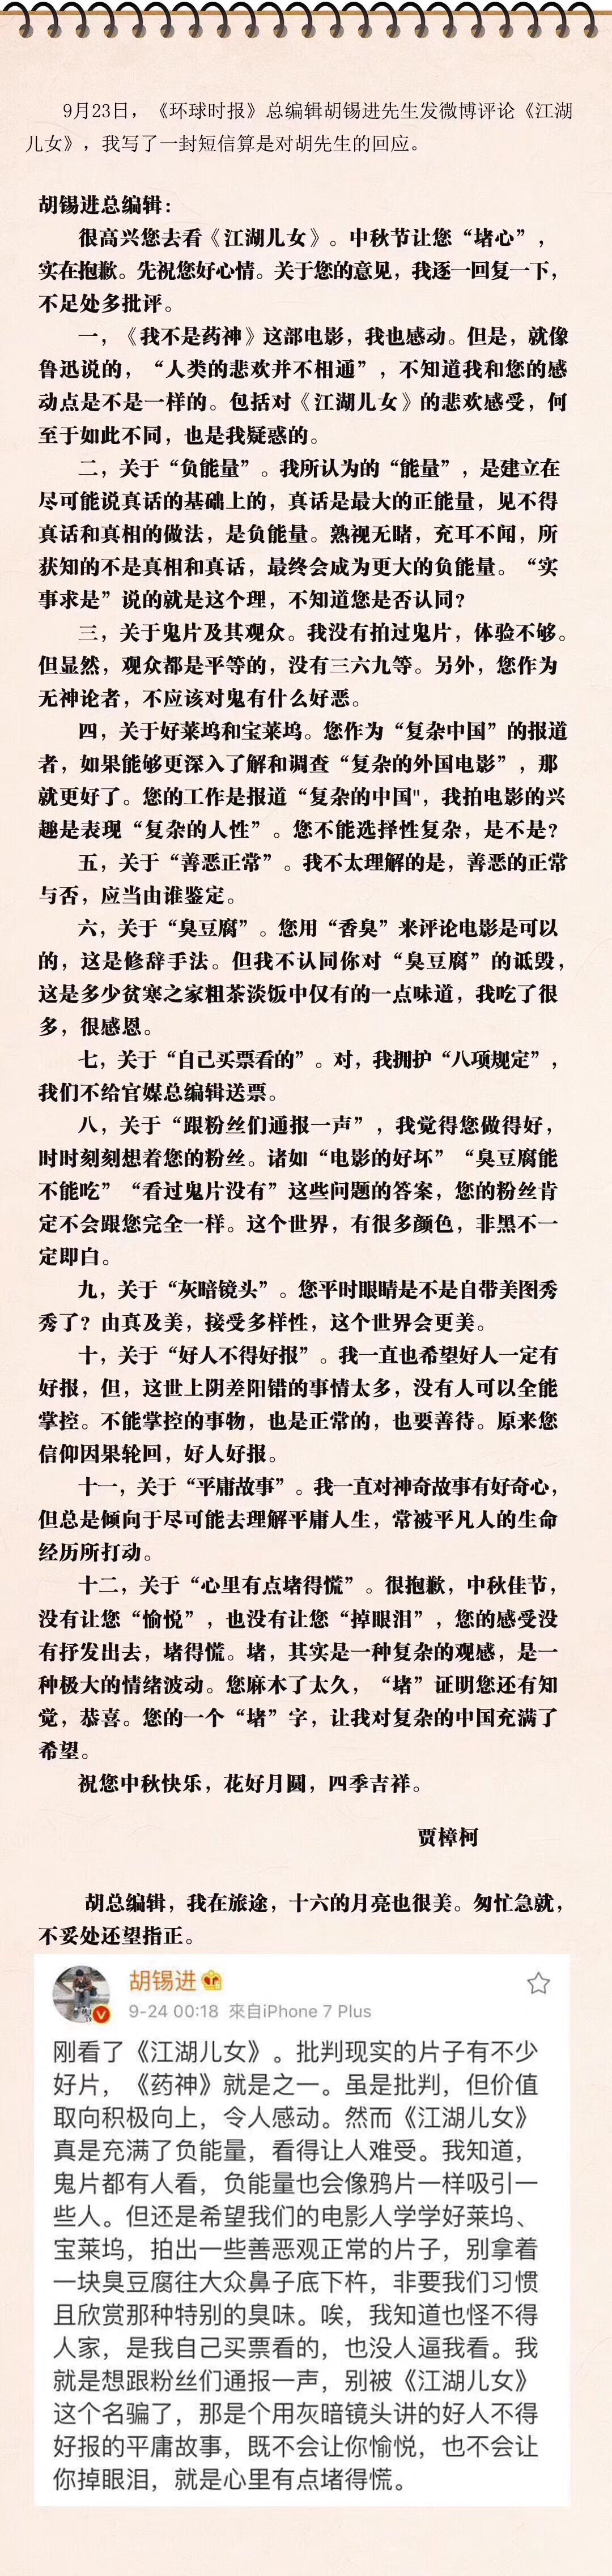 9月23日，《环球时报》总编辑胡锡进先生发微博评论《江湖
儿女》，我写了一封短信算是对胡先生的回应。
胡锡进总编辑：
很高兴您去看《江湖儿女》。中秋节让您“堵心”，
实在抱歉。先祝您好心情。关于您的意见，我逐一回复一下，
不足处多批评。
一，《我不是药神》这部电影，我也感动。但是，就像
鲁迅说的，“人类的悲欢并不相通”，不知道我和您的感
动点是不是一样的。包括对《江湖儿女》的悲欢感受，何
至于如此不同，也是我疑惑的。
二，关于“负能量”。我所认为的“能量”，是建立在
尽可能说真话的基础上的，真话是最大的正能量，见不得
真话和真相的做法，是负能量。熟视无睹，充耳不闻，所
获知的不是真相和真话，最终会成为更大的负能量。“实
事求是”说的就是这个理，不知道您是否认同？
三，关于鬼片及其观众。我没有拍过鬼片，体验不够。
但显然，观众都是平等的，没有三六九等。另外，您作为
无神论者，不应该对鬼有什么好恶。
四，关于好莱坞和宝莱坞。您作为“复杂中国”的报道
者，如果能够更深入了解和调查“复杂的外国电影”，那
就更好了。您的工作是报道“复杂的中国"，我拍电影的兴
趣是表现“复杂的人性”。您不能选择性复杂，是不是？
五，关于“善恶正常”。我不太理解的是，善恶的正常
与否，应当由谁鉴定。
六，关于“臭豆腐”。您用“香臭”来评论电影是可以
的，这是修辞手法。但我不认同你对“臭豆腐”的诋毁，
这是多少贫寒之家粗茶淡饭中仅有的一点味道，我吃了很
多，很感恩。
七，关于“自己买票看的”。对，我拥护“八项规定”，
我们不给官媒总编辑送票。
八，关于“跟粉丝们通报一声”，我觉得您做得好，
时时刻刻想着您的粉丝。诸如“电影的好坏”“臭豆腐能
不能吃”“看过鬼片没有”这些问题的答案，您的粉丝肯
定不会跟您完全一样。这个世界，有很多颜色，非黑不一
定即白。
九，关于“灰暗镜头”。您平时眼睛是不是自带美图秀
秀了？由真及美，接受多样性，这个世界会更美。
十，关于“好人不得好报”。我一直也希望好人一定有
好报，但，这世上阴差阳错的事情太多，没有人可以全能
掌控。不能掌控的事物，也是正常的，也要善待。原来您
信仰因果轮回，好人好报。
十一，关于“平庸故事”。我一直对神奇故事有好奇心，
但总是倾向于尽可能去理解平庸人生，常被平凡人的生命
经历所打动。
十二，关于“心里有点堵得慌”。很抱歉，中秋佳节，
没有让您“愉悦”，也没有让您“掉眼泪”，您的感受没
有抒发出去，堵得慌。堵，其实是一种复杂的观感，是一
种极大的情绪波动。您麻木了太久，“堵”证明您还有知
觉，恭喜。您的一个“堵”字，让我对复杂的中国充满了
希望。
祝您中秋快乐，花好月圆，四季吉祥。
贾樟柯
胡总编辑，我在旅途，十六的月亮也很美。匆忙急就，
不妥处还望指正。
胡锡进
9-24 00:18 來自iPhone 7 Plus
刚看了《江湖儿女》。批判现实的片子有不少
好片，《药神》就是之一。虽是批判，但价值
取向积极向上，令人感动。然而《江湖儿女》
真是充满了负能量，看得让人难受。我知道，
鬼片都有人看，负能量也会像鸦片一样吸引一
些人。但还是希望我们的电影人学学好莱坞、
宝莱坞，拍出一些善恶观正常的片子，别拿着
一块臭豆腐往大众鼻子底下杵，非要我们习惯
且欣赏那种特别的臭味。唉，我知道也怪不得
人家，是我自己买票看的，也没人逼我看。我
就是想跟粉丝们通报一声，别被《江湖儿女》
这个名骗了，那是个用灰暗镜头讲的好人不得
好报的平庸故事，既不会让你愉悦，也不会让
你掉眼泪，就是心里有点堵得慌。